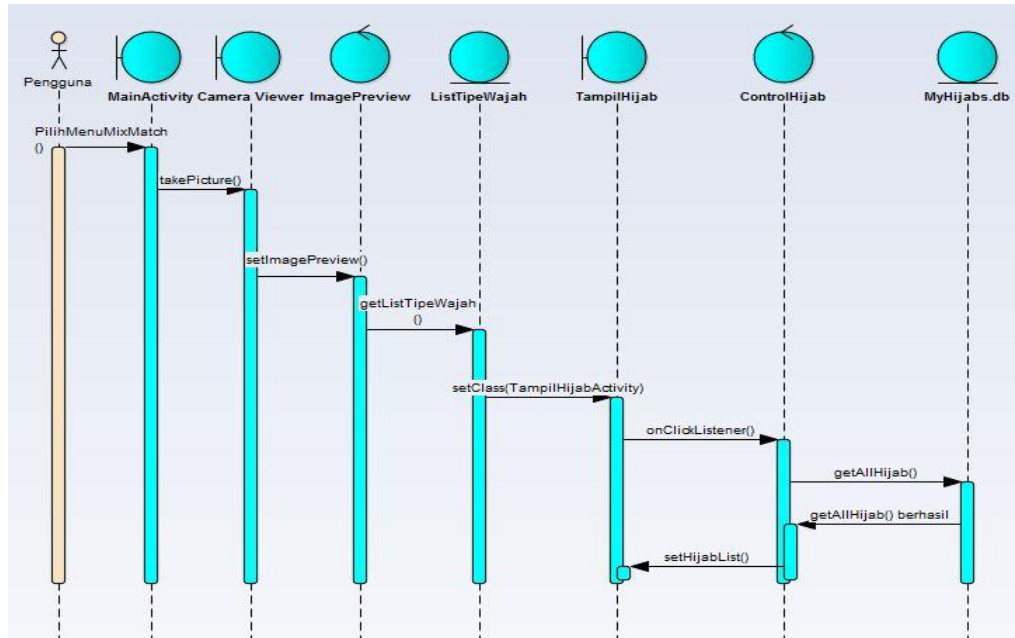 Pengguna
MainActivity
Camera Viewer
ImagePreview
ListTipeWajah
TampilHijab
ControlHijab
MyHijabs.db
PilihMenuMixMatch
()
takePicture()
setImagePreview()
getListTipeWajah
()
setClass(TampilHijabActivity)
onClickListener()
getAllHijab()
getAllHijab() berhasil
setHijabList()